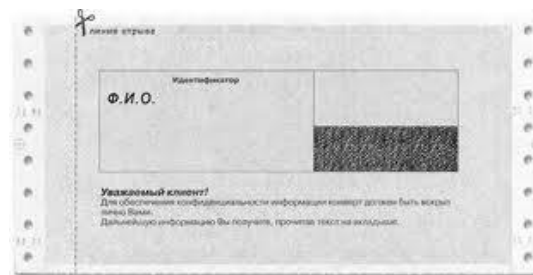 линия отрыва
Идентификатор
Ф.И.О.
Уважаемый клиент!
Для обеспечения конфиденциальности информации конверт должен быть вскрыт
лично Вами.
Дальнейшую информацию Вы получите, прочитав текст на вкладыше.